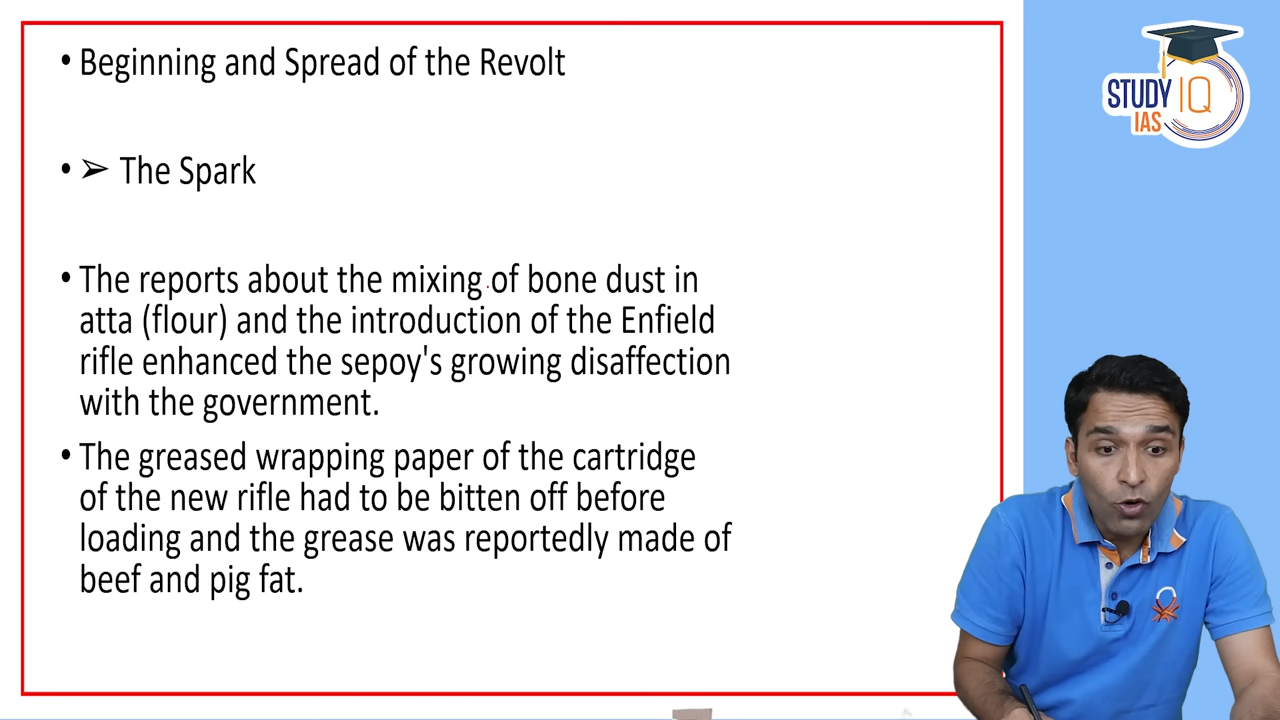 • Beginning and Spread of the Revolt
• ➢ The Spark
• The reports about the mixing of bone dust in
atta (flour) and the introduction of the Enfield
rifle enhanced the sepoy's growing disaffection
with the government.
• The greased wrapping paper of the cartridge
of the new rifle had to be bitten off before
loading and the grease was reportedly made of
beef and pig fat.
STUDY IQ
IAS